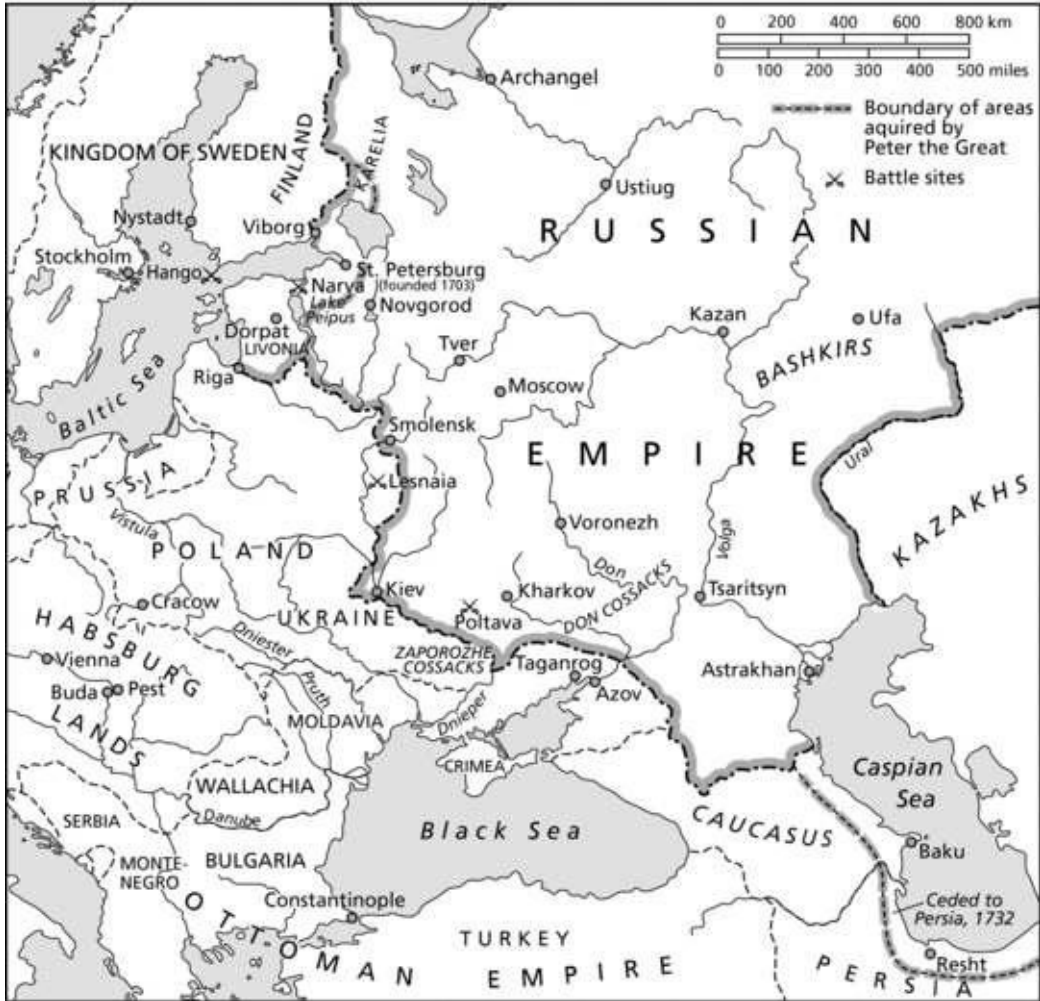 0 200 400 600 800 km
0 100 200 300 400 500 miles
Boundary of areas
aquired by
Peter the Great
Battle sites
Archangel
KINGDOM OF SWEDEN
FINLAND
KARELIA
Ustiug
Nystadt
Viborg
RUSSIAN
Stockholm
Hango
St. Petersburg
(founded 1703)
Narva
Lake
Peipus
Novgorod
Dorpat
LIVONIA
Kazan
Ufa
Tver
BASHKIRS
Riga
Moscow
Baltic Sea
Smolensk
EMPIRE
Ural
PRUSSIA
Lesnaia
KAZAKHS
Vistula
Voronezh
Volga
POLAND
Don
Kiev
Kharkov
Tsaritsyn
Cracow
UKRAINE
Poltava
DON COSSACKS
HABSBURG
LANDS
Dniester
ZAPOROZHE
COSSACKS
Vienna
Taganrog
Astrakhan
Buda
Pest
Pruth
Azov
MOLDAVIA
Dnieper
CRIMEA
Caspian
Sea
WALLACHIA
SERBIA
Danube
Black Sea
CAUCASUS
MONTE-
NEGRO
BULGARIA
Baku
Constantinople
Ceded to
Persia, 1732
TURKEY
OTTOMAN EMPIRE
Resht
PERSIA